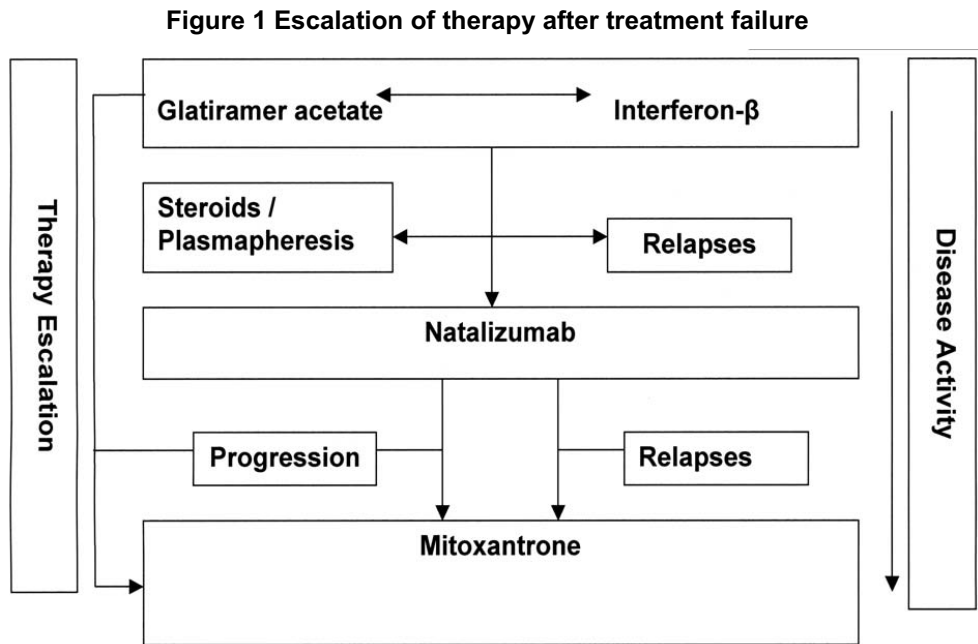 Figure 1 Escalation of therapy after treatment failure
Therapy Escalation
Glatiramer acetate
Interferon-β
Steroids /
Plasmapheresis
Relapses
Natalizumab
Progression
Relapses
Mitoxantrone
Disease Activity